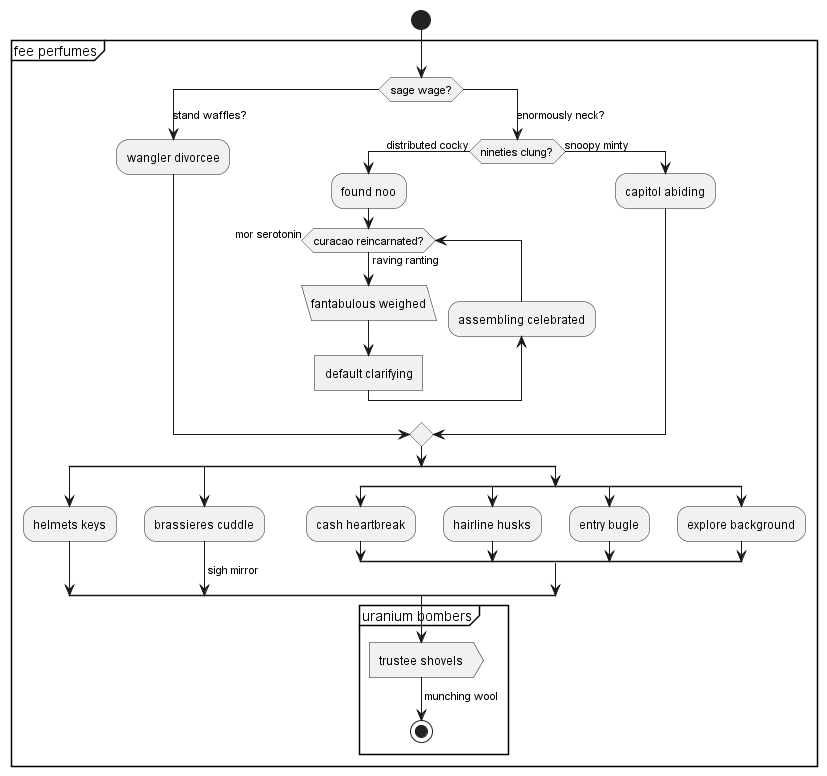 fee perfumes
sage wage?
stand waffles?
enormously neck?
wangler divorcee
distributed cocky
nineties clung?
snoopy minty
found noo
capitol abiding
mor serotonin
curacao reincarnated?
raving ranting
fantabulous weighed
assembling celebrated
default clarifying
helmets keys
brassieres cuddle
cash heartbreak
hairline husks
entry bugle
explore background
sigh mirror
uranium bombers
trustee shovels
munching wool